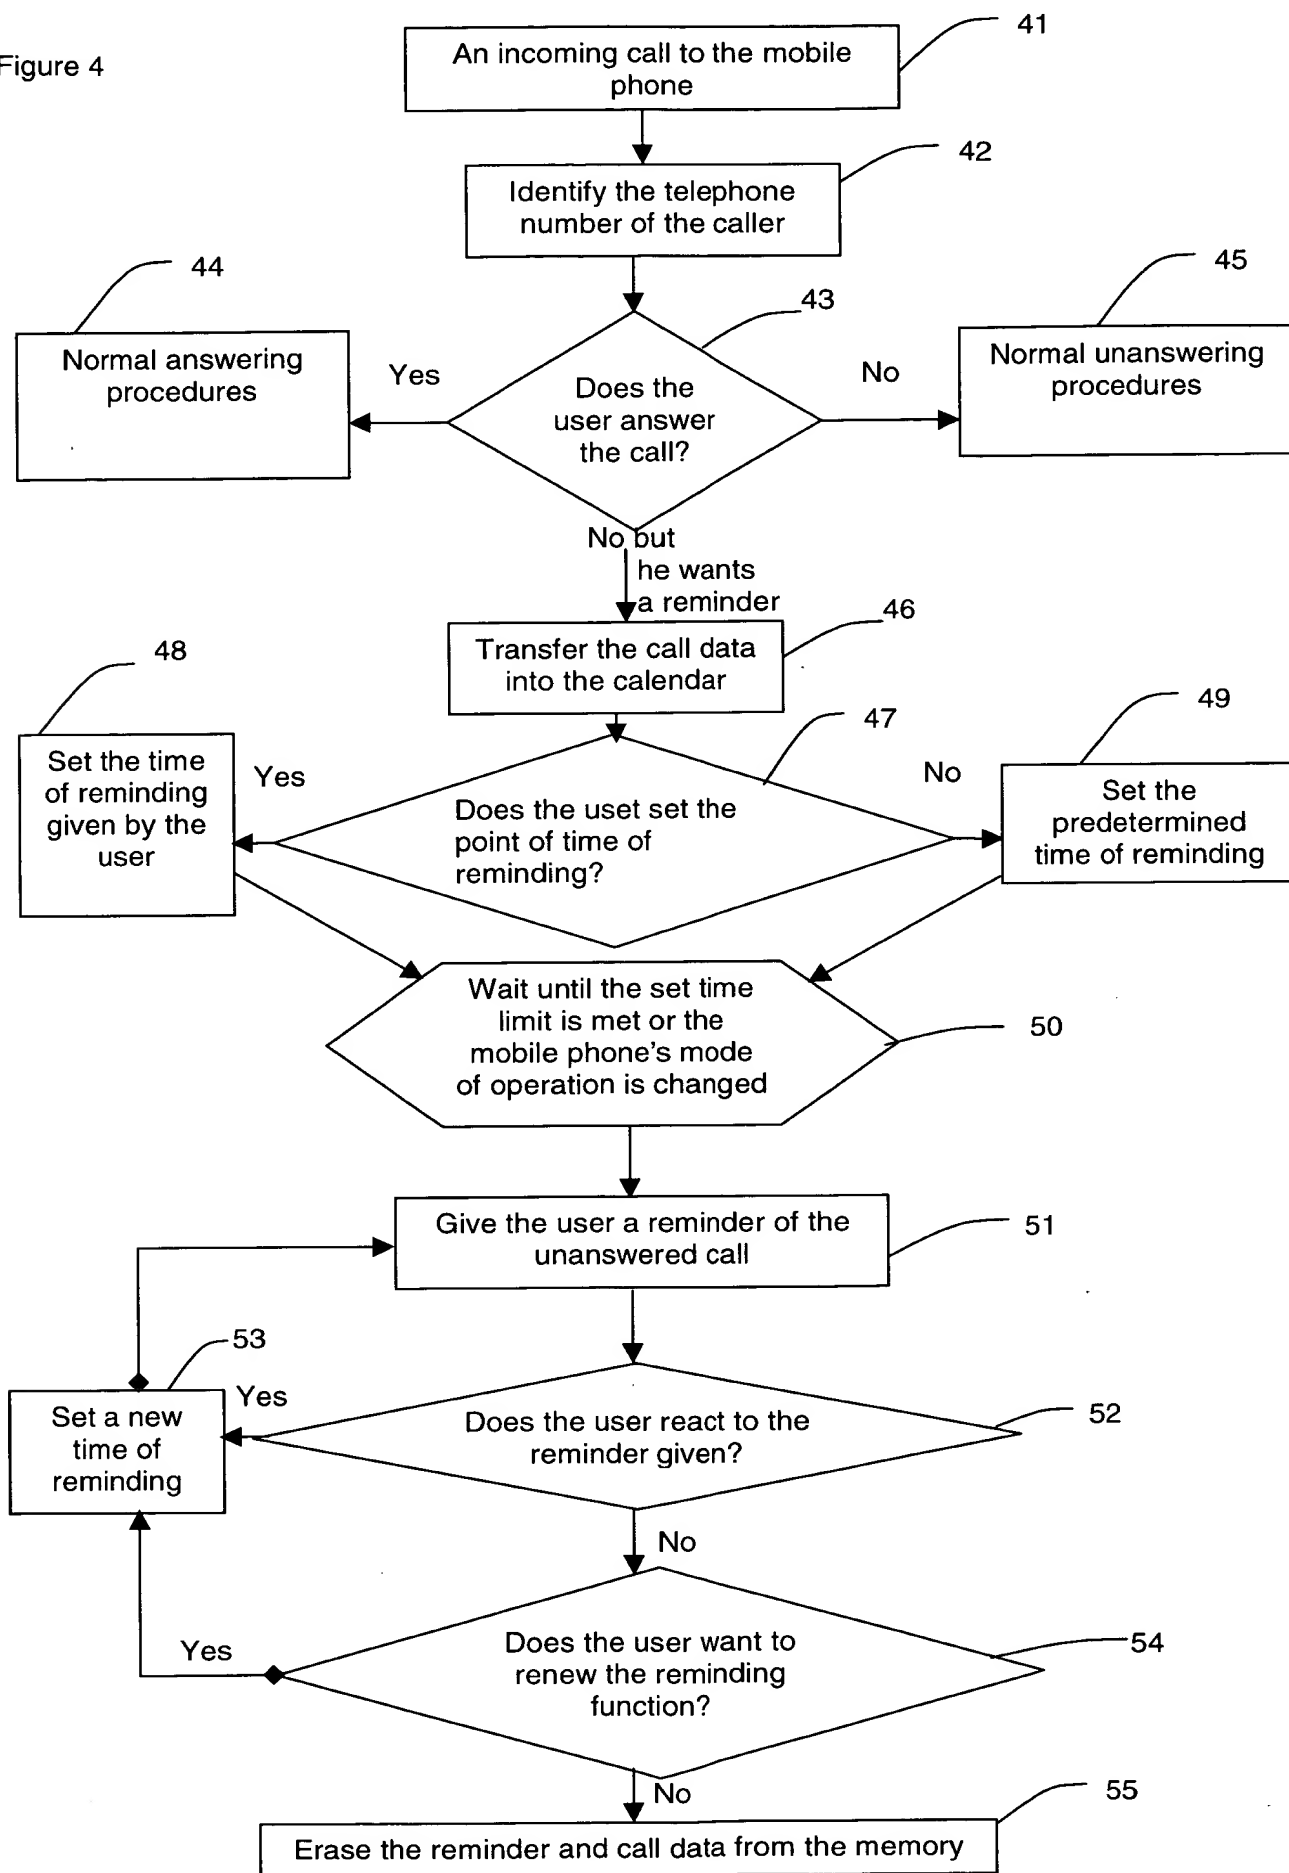 Figure 4
An incoming call to the mobile
phone
41
Identify the telephone
number of the caller
42
43
44
45
Normal answering
procedures
Yes
Does the
user answer
the call?
No
Normal unanswering
procedures
No but
he wants
a reminder
Transfer the call data
into the calendar
46
47
48
49
Set the time
of reminding
given by the
user
Yes
Does the uset set the
point of time of
reminding?
No
Set the
predetermined
time of reminding
Wait until the set time
limit is met or the
mobile phone's mode
of operation is changed
50
Give the user a reminder of the
unanswered call
51
53
Set a new
time of
reminding
Yes
Does the user react to the
reminder given?
52
No
Yes
Does the user want to
renew the reminding
function?
54
No
55
Erase the reminder and call data from the memory